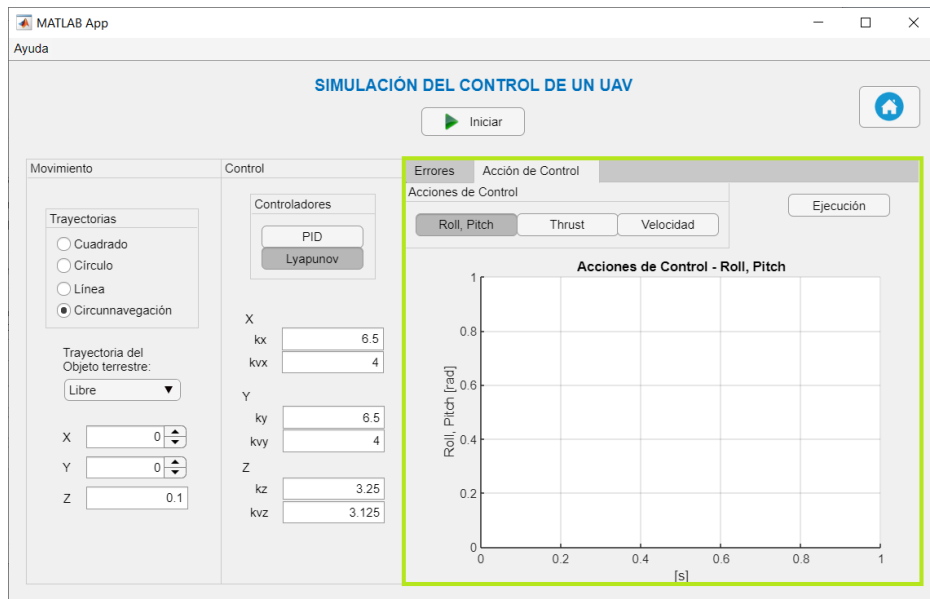 MATLAB App
Ayuda
SIMULACIÓN DEL CONTROL DE UN UAV
Iniciar
Movimiento
Trayectorias
Cuadrado
Círculo
Línea
Circunnavegación
Trayectoria del
Objeto terrestre:
Libre
X 0
Y 0
Z 0.1
Control
Controladores
PID
Lyapunov
X
kx 6.5
kvx 4
Y
ky 6.5
kvy 4
Z
kz 3.25
kvz 3.125
Errores Acción de Control
Acciones de Control
Roll, Pitch Thrust Velocidad
Ejecución
Acciones de Control - Roll, Pitch
Roll, Pitch [rad]
1
0.8
0.6
0.4
0.2
0
0 0.2 0.4 0.6 0.8 1
[s]